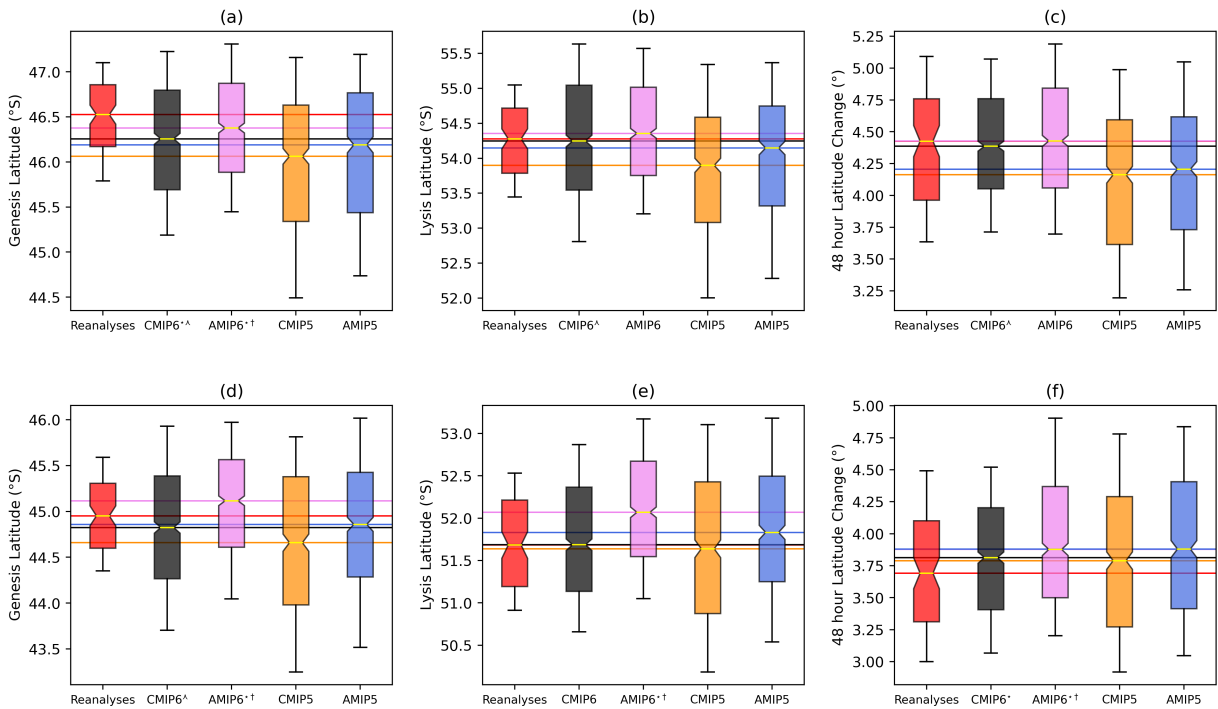 (a)
Genesis Latitude (°S)
47.0
46.5
46.0
45.5
45.0
44.5
Reanalyses CMIP6⋆⋏ AMIP6⋆† CMIP5 AMIP5
(b)
Lysis Latitude (°S)
55.5
55.0
54.5
54.0
53.5
53.0
52.5
52.0
Reanalyses CMIP6⋏ AMIP6 CMIP5 AMIP5
(c)
48 hour Latitude Change (°)
5.25
5.00
4.75
4.50
4.25
4.00
3.75
3.50
3.25
Reanalyses CMIP6⋏ AMIP6 CMIP5 AMIP5
(d)
Genesis Latitude (°S)
46.0
45.5
45.0
44.5
44.0
43.5
Reanalyses CMIP6⋏ AMIP6⋆† CMIP5 AMIP5
(e)
Lysis Latitude (°S)
53.0
52.5
52.0
51.5
51.0
50.5
Reanalyses CMIP6 AMIP6⋆† CMIP5 AMIP5
(f)
48 hour Latitude Change (°)
5.00
4.75
4.50
4.25
4.00
3.75
3.50
3.25
3.00
Reanalyses CMIP6⋆ AMIP6⋆† CMIP5 AMIP5